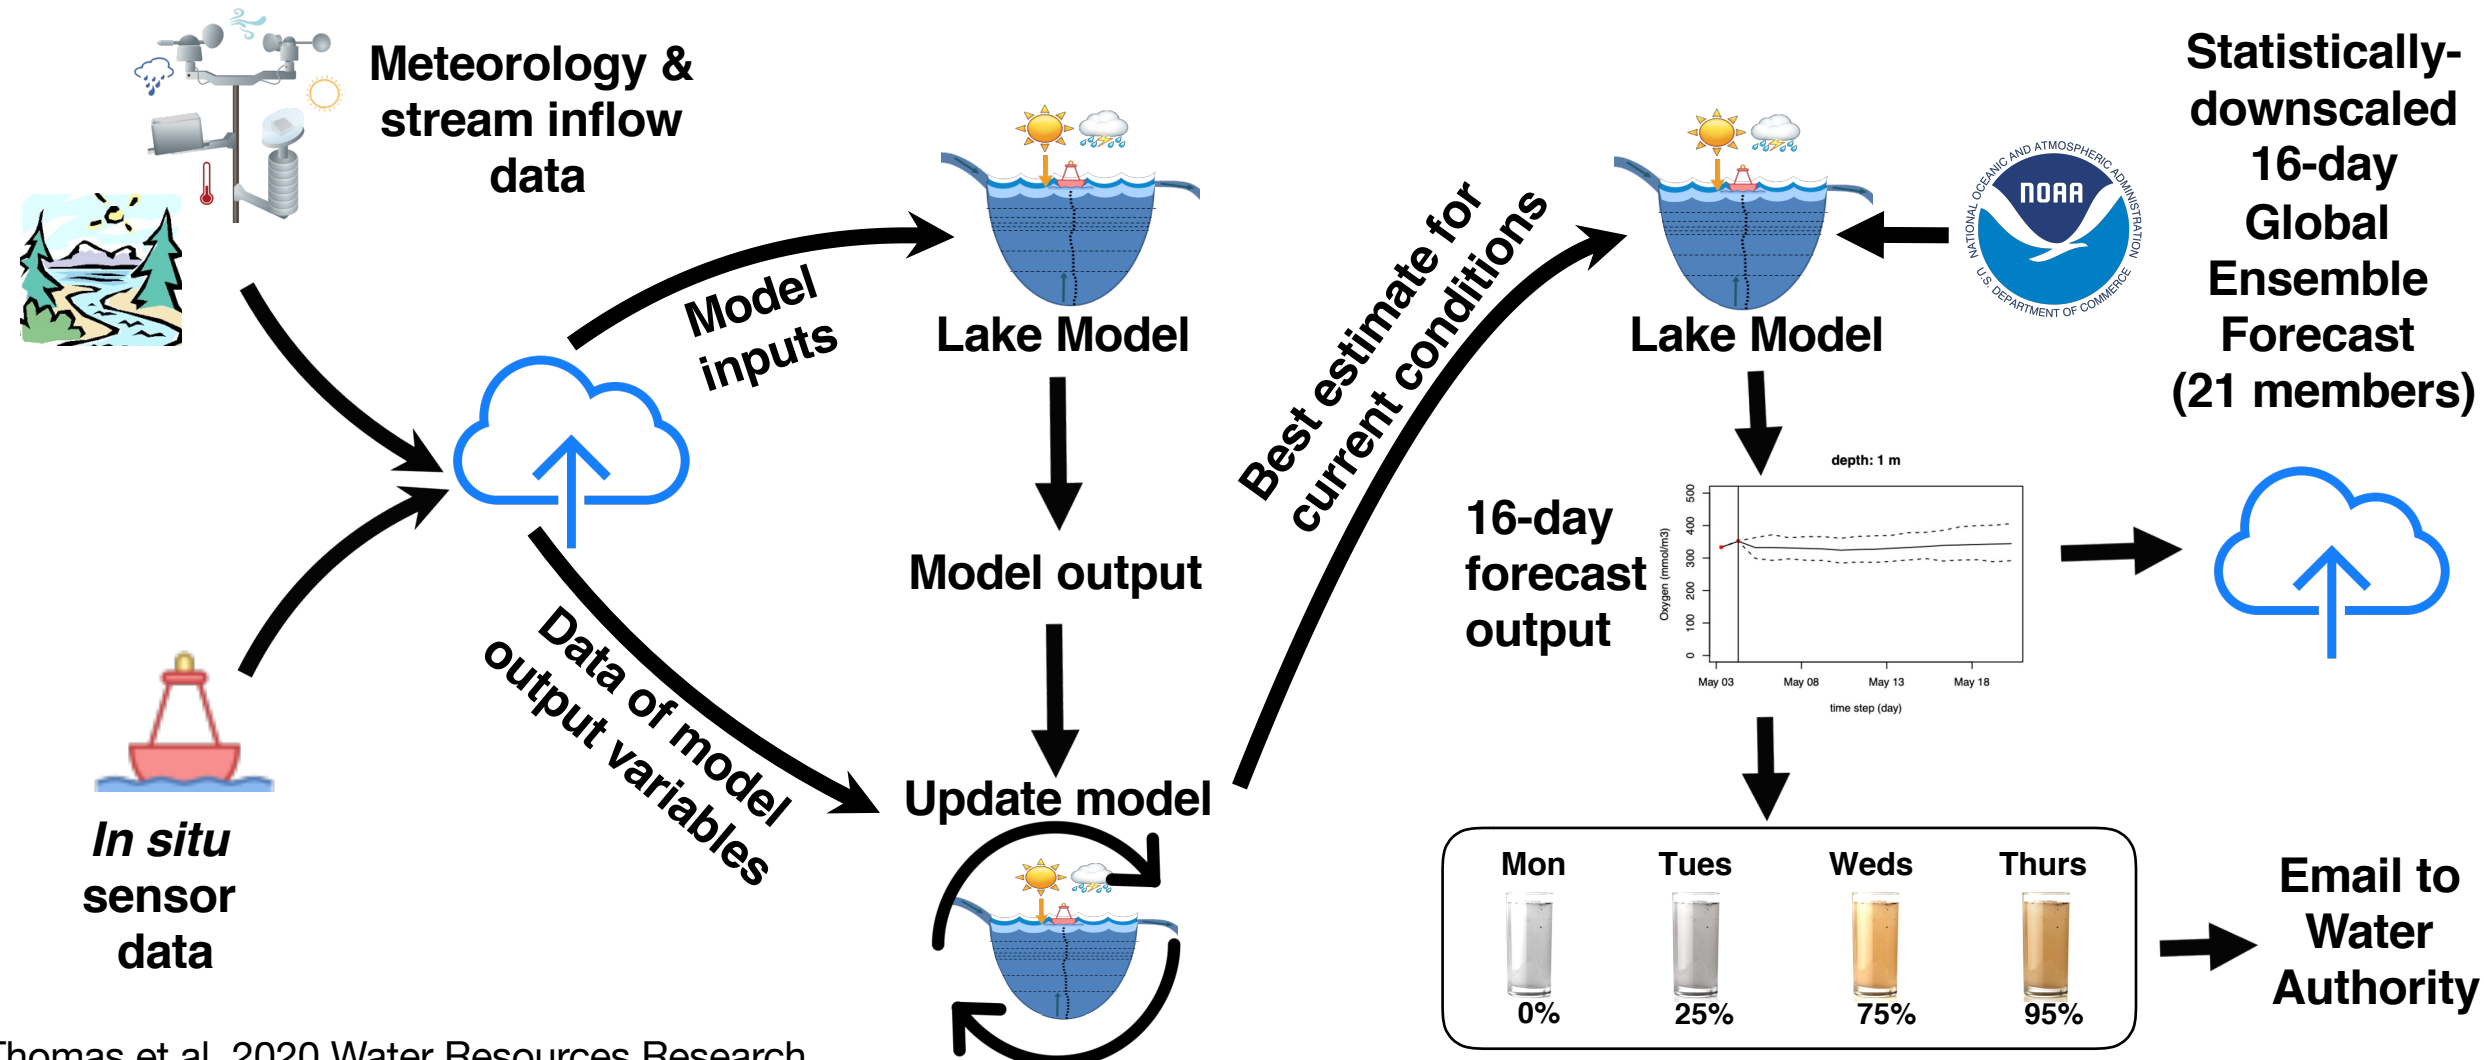 Meteorology &
stream inflow
data
In situ
sensor
data
Model
inputs
Data of model
output variables
Lake Model
Model output
Update model
Best estimate for
current conditions
Lake Model
NATIONAL OCEANIC AND ATMOSPHERIC ADMINISTRATION
NOAA
U.S. DEPARTMENT OF COMMERCE
Statistically-
downscaled
16-day
Global
Ensemble
Forecast
(21 members)
16-day
forecast
output
depth: 1 m
Oxygen (mmol/m3)
500
400
300
200
100
0
May 03 May 08 May 13 May 18
time step (day)
Mon Tues Weds Thurs
0% 25% 75% 95%
Email to
Water
Authority
Thomas et al. 2020 Water Resources Research